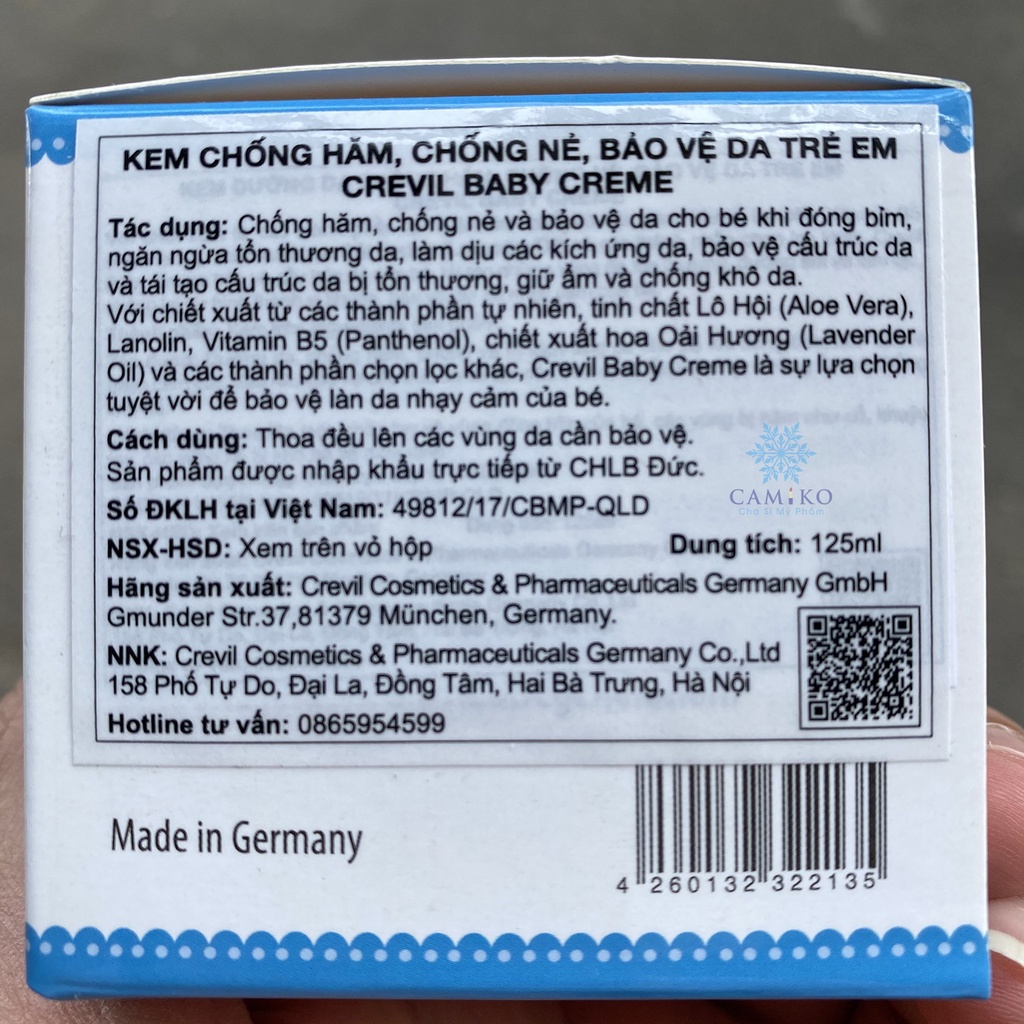 KEM CHỐNG HĂM, CHỐNG NẺ, BẢO VỆ DA TRẺ EM
CREVIL BABY CREME
Tác dụng: Chống hăm, chống nẻ và bảo vệ da cho bé khi đóng bỉm,
ngăn ngừa tổn thương da, làm dịu các kích ứng da, bảo vệ cấu trúc da
và tái tạo cấu trúc da bị tổn thương, giữ ẩm và chống khô da.
Với chiết xuất từ các thành phần tự nhiên, tinh chất Lô Hội (Aloe Vera),
Lanolin, Vitamin B5 (Panthenol), chiết xuất hoa Oải Hương (Lavender
Oil) và các thành phần chọn lọc khác, Crevil Baby Creme là sự lựa chọn
tuyệt vời để bảo vệ làn da nhạy cảm của bé.
Cách dùng: Thoa đều lên các vùng da cần bảo vệ.
Sản phẩm được nhập khẩu trực tiếp từ CHLB Đức.
CAMIKO
Cho Sỉ Mỹ Phẩm
Số ĐKLH tại Việt Nam: 49812/17/CBMP-QLD
NSX-HSD: Xem trên vỏ hộp Dung tích: 125ml
Hãng sản xuất: Crevil Cosmetics & Pharmaceuticals Germany GmbH
Gmunder Str.37,81379 München, Germany.
NNK: Crevil Cosmetics & Pharmaceuticals Germany Co.,Ltd
158 Phố Tự Do, Đại La, Đồng Tâm, Hai Bà Trưng, Hà Nội
Hotline tư vấn: 0865954599
Made in Germany
4 260132 322135